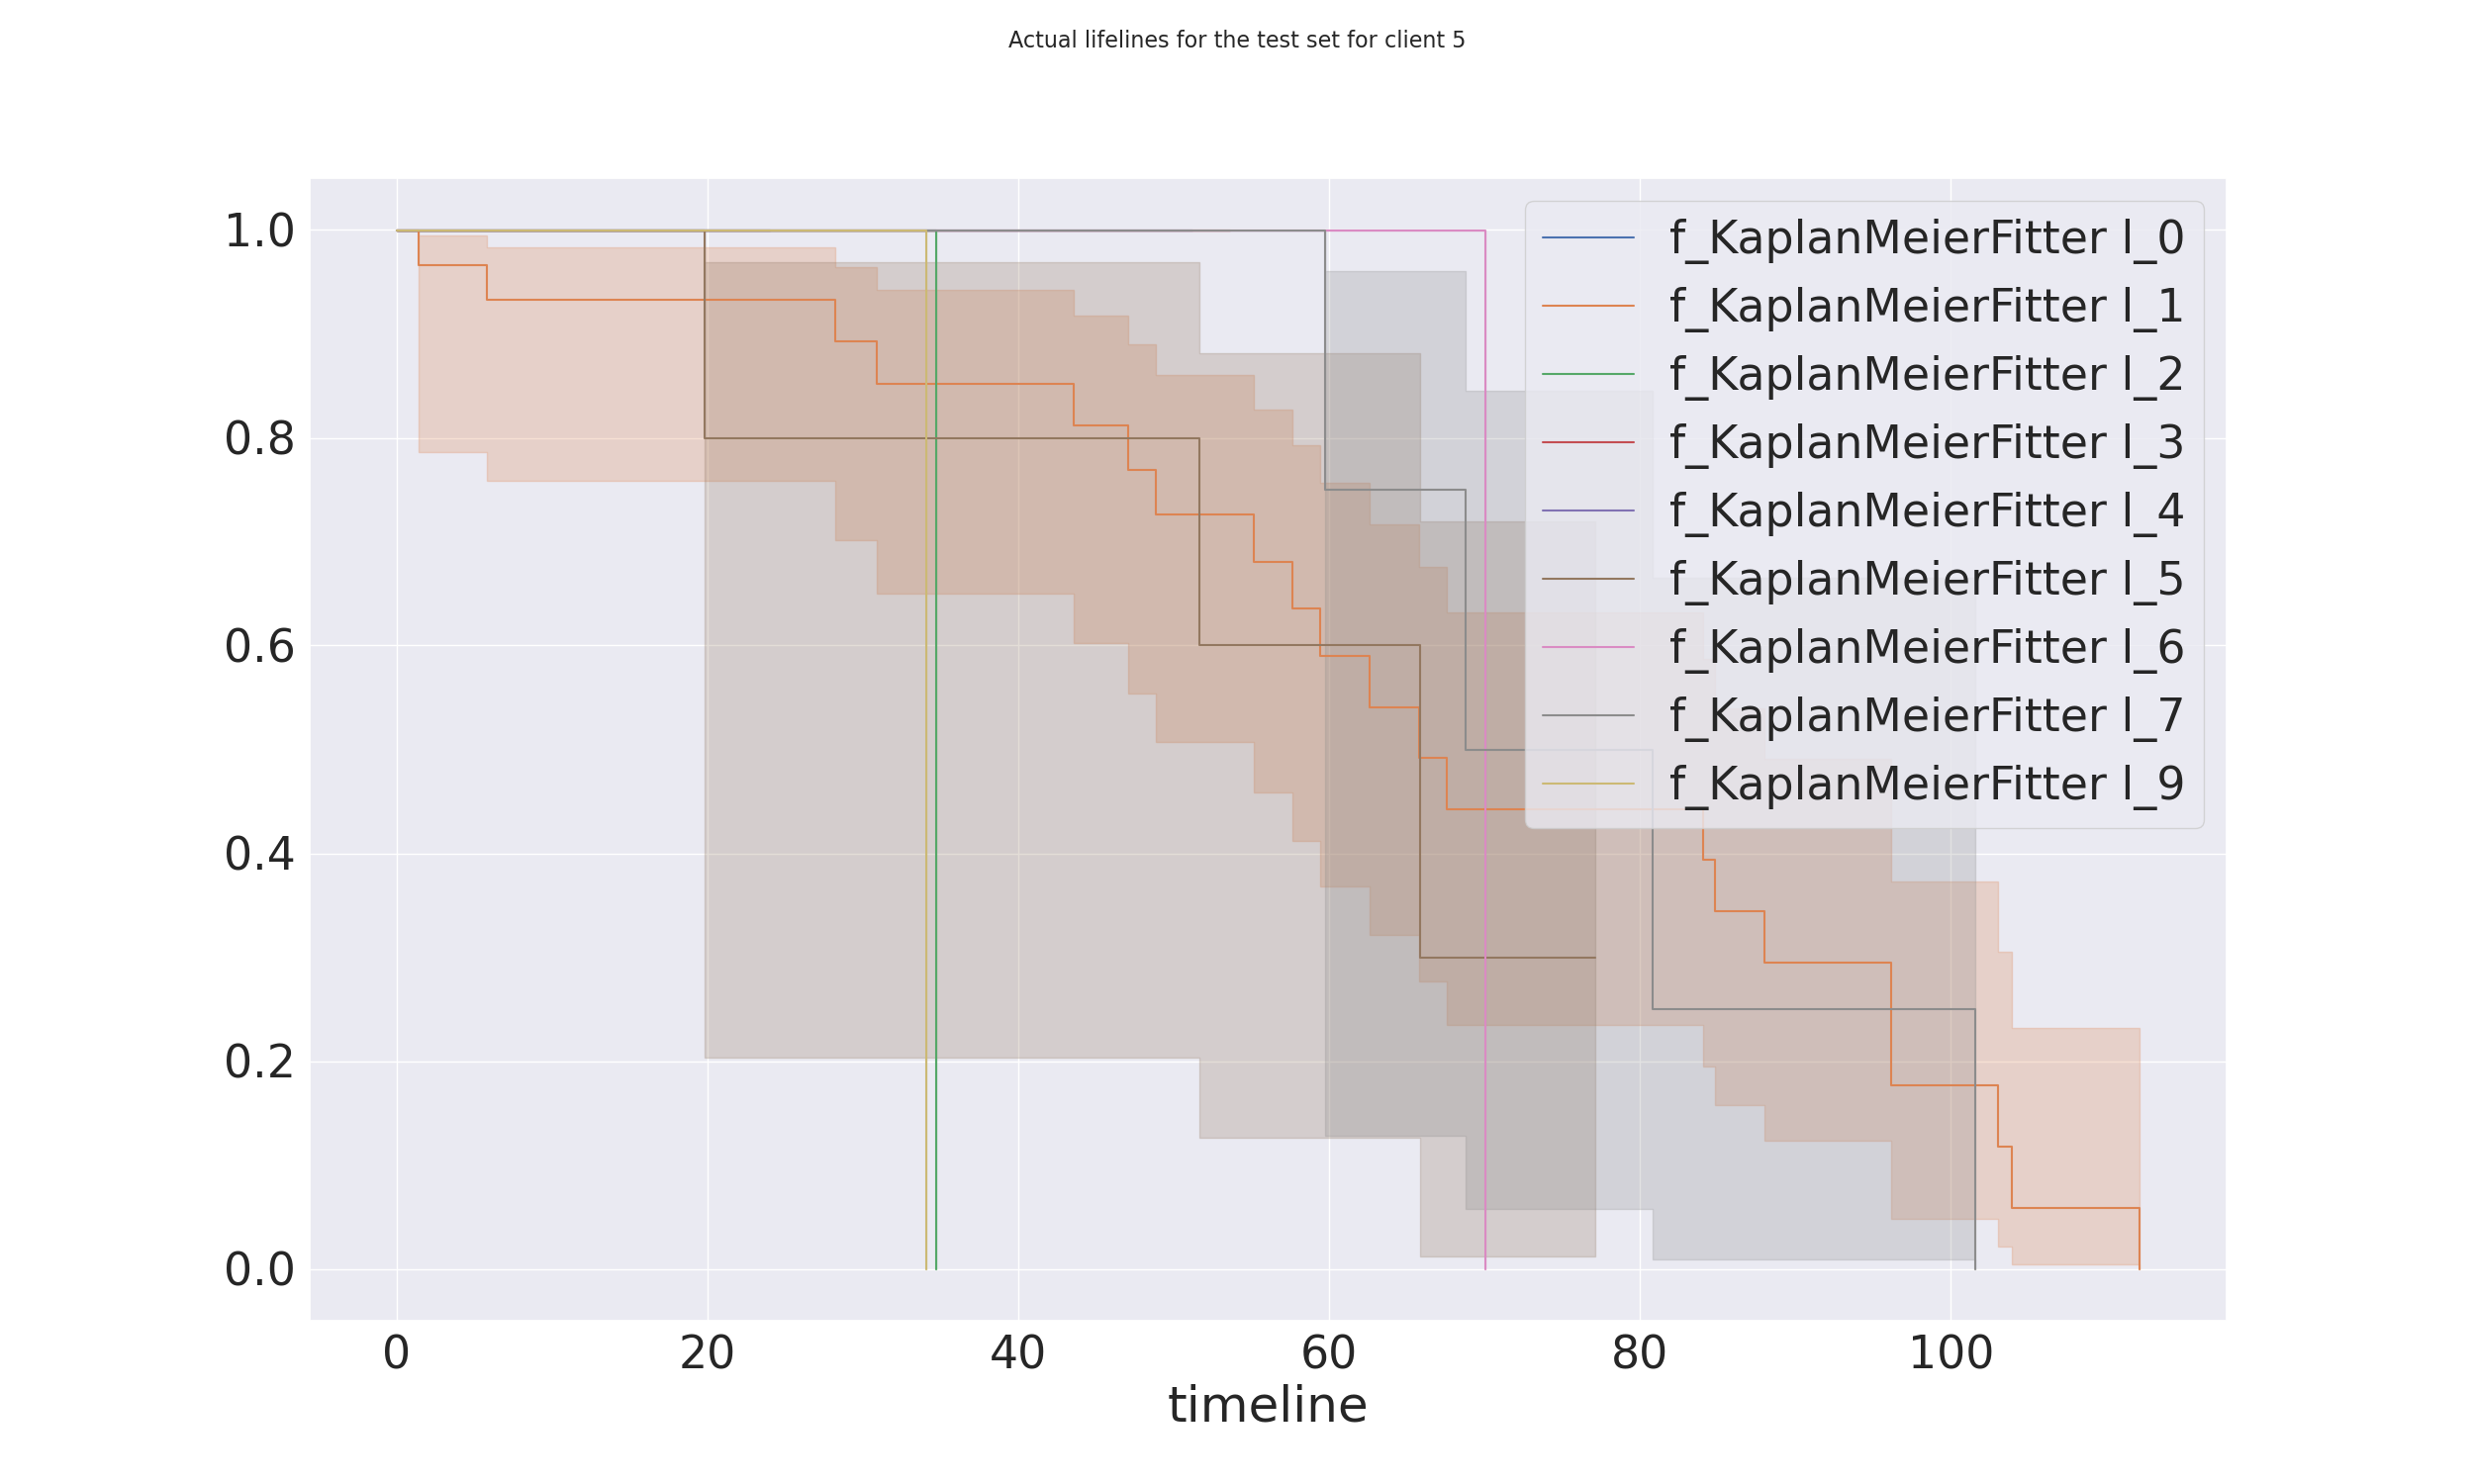 Actual lifelines for the test set for client 5
1.0
0.8
0.6
0.4
0.2
0.0
f_KaplanMeierFitter l_0
f_KaplanMeierFitter l_1
f_KaplanMeierFitter l_2
f_KaplanMeierFitter l_3
f_KaplanMeierFitter l_4
f_KaplanMeierFitter l_5
f_KaplanMeierFitter l_6
f_KaplanMeierFitter l_7
f_KaplanMeierFitter l_9
0 20 40 60 80 100
timeline